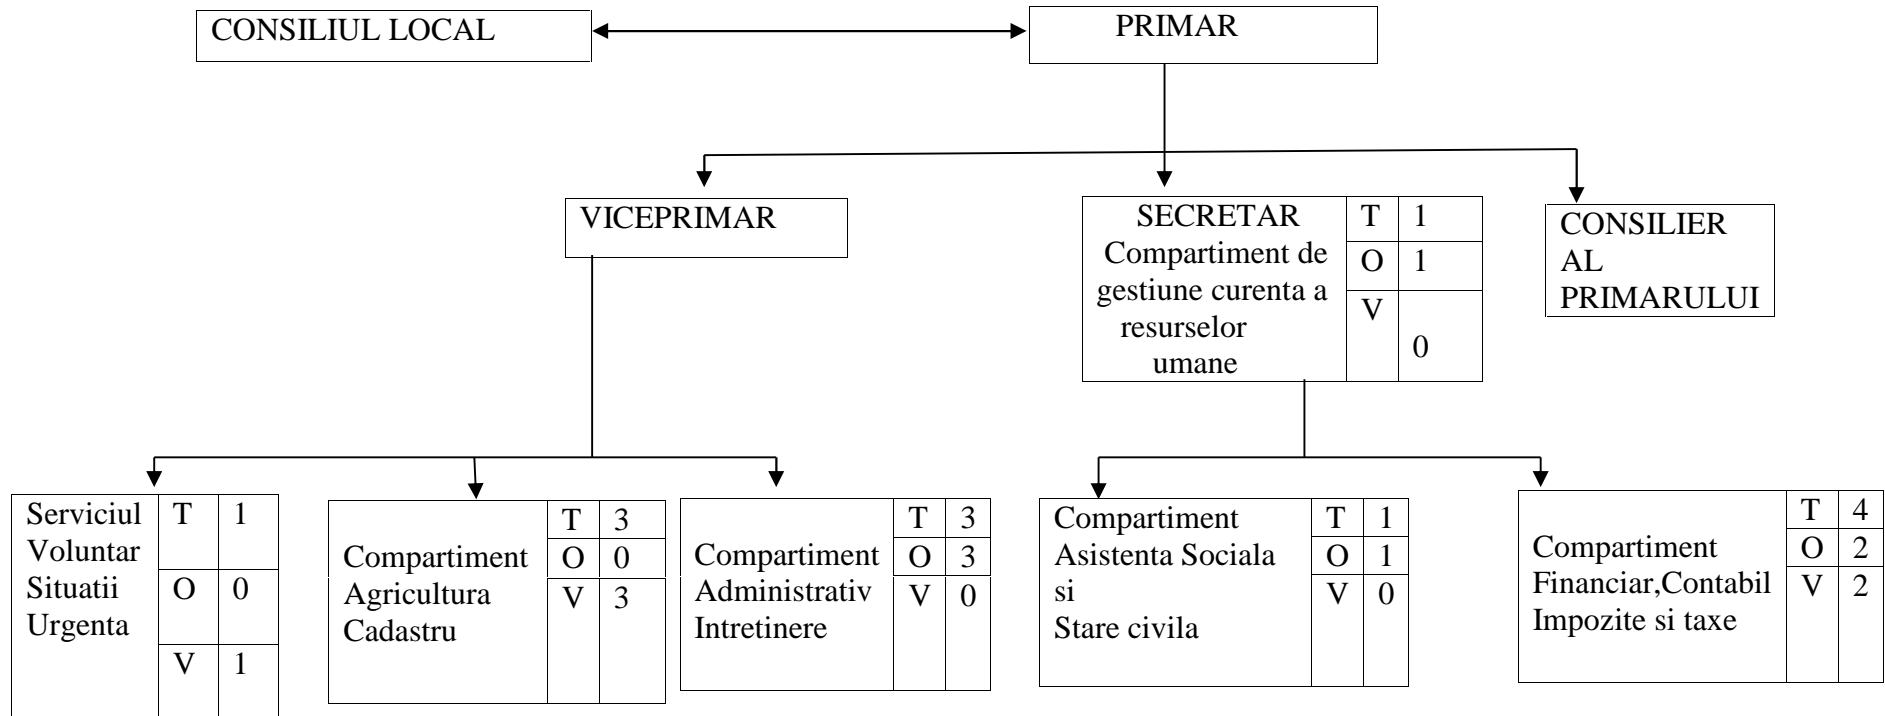 CONSILIUL LOCAL
PRIMAR
VICEPRIMAR
SECRETAR
Compartiment de
gestiune curenta a
resurselor
umane
T 1
O 1
V 0
CONSILIER
AL
PRIMARULUI
Serviciul
Voluntar
Situatii
Urgenta
T 1
O 0
V 1
Compartiment
Agricultura
Cadastru
T 3
O 0
V 3
Compartiment
Administrativ
Intretinere
T 3
O 3
V 0
Compartiment
Asistenta Sociala
si
Stare civila
T 1
O 1
V 0
Compartiment
Financiar,Contabil
Impozite si taxe
T 4
O 2
V 2